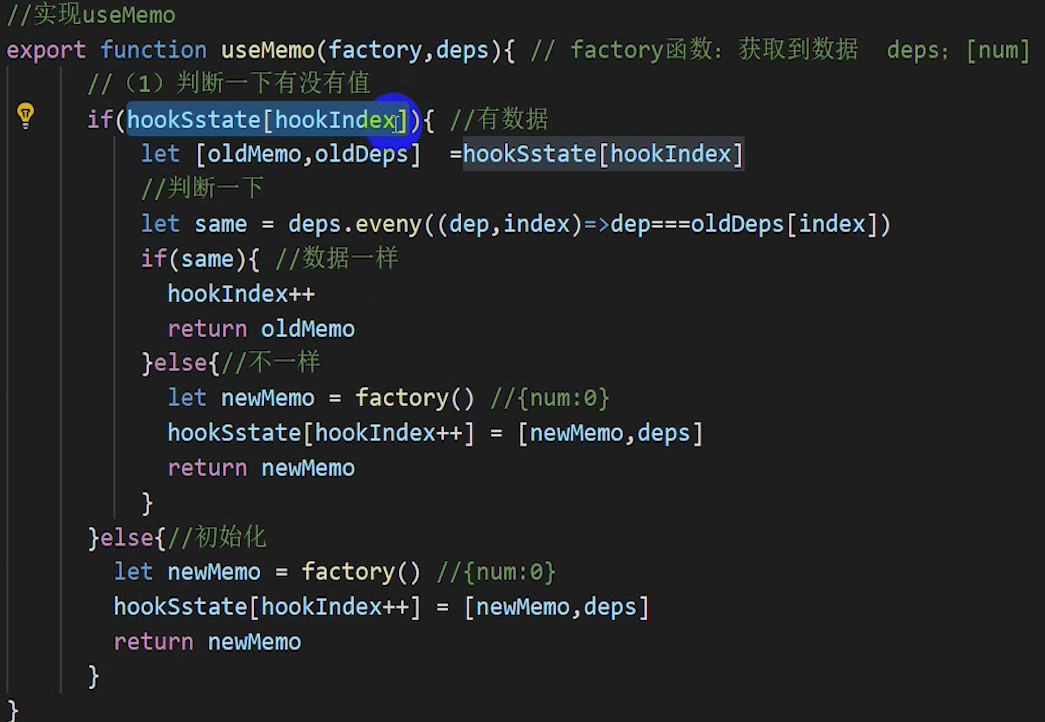 //实现useMemo
export function useMemo(factory,deps){ // factory函数：获取到数据  deps；[num]
//（1）判断一下有没有值
if(hookSstate[hookIndex]){ //有数据
let [oldMemo,oldDeps]  =hookSstate[hookIndex]
//判断一下
let same = deps.eveny((dep,index)=>dep===oldDeps[index])
if(same){ //数据一样
hookIndex++
return oldMemo
}else{//不一样
let newMemo = factory() //{num:0}
hookSstate[hookIndex++] = [newMemo,deps]
return newMemo
}
}else{//初始化
let newMemo = factory() //{num:0}
hookSstate[hookIndex++] = [newMemo,deps]
return newMemo
}
}